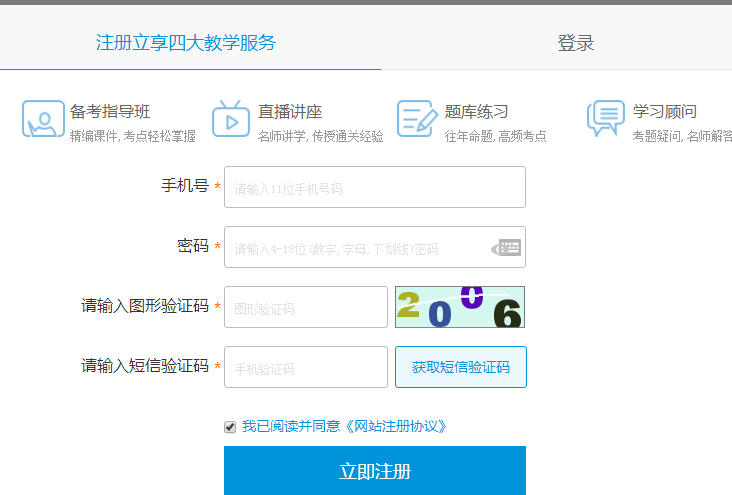 注册立享四大教学服务 登录
备考指导班 直播讲座 题库练习 学习顾问
精编课件,考点轻松掌握 名师讲学,传授通关经验 往年命题,高频考点 考题疑问,名师解答
手机号 * 请输入11位手机号码
密码 * 请输入4-18位(数字,字母,下划线)密码
请输入图形验证码 * 图形验证码 2006
请输入短信验证码 * 手机验证码 获取短信验证码
我已阅读并同意《网站注册协议》
立即注册